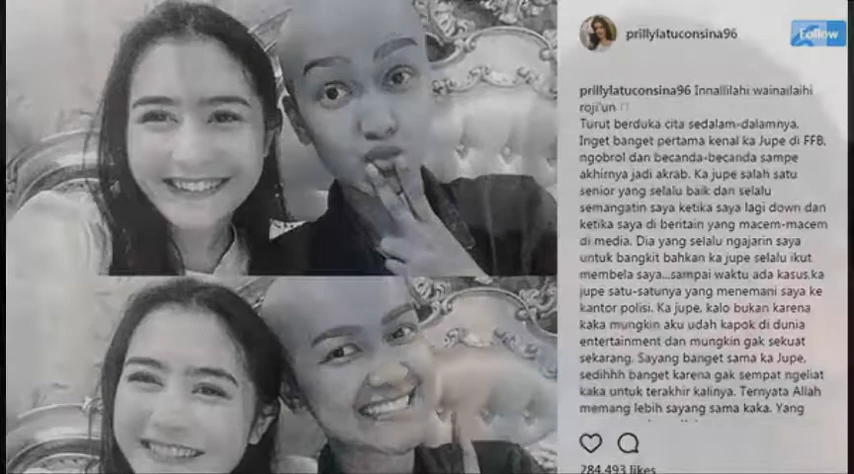 prillylatuconsina96
Follow
prillylatuconsina96 Innallilahi wainailaihi
roji'un
Turut berduka cita sedalam-dalamnya.
Inget banget pertama kenal ka Jupe di FFB,
ngobrol dan becanda-becanda sampe
akhirnya jadi akrab. Ka jupe salah satu
senior yang selalu baik dan selalu
semangatin saya ketika saya lagi down dan
ketika saya di beritain yang macem-macem
di media. Dia yang selalu ngajarin saya
untuk bangkit bahkan ka jupe selalu ikut
membela saya...sampai waktu ada kasus,ka
jupe satu-satunya yang menemani saya ke
kantor polisi. Ka jupe, kalo bukan karena
kaka mungkin aku udah kapok di dunia
entertainment dan mungkin gak sekuat
sekarang. Sayang banget sama ka Jupe,
sedihhh banget karena gak sempat ngeliat
kaka untuk terakhir kalinya. Ternyata Allah
memang lebih sayang sama kaka. Yang
284.493 likes